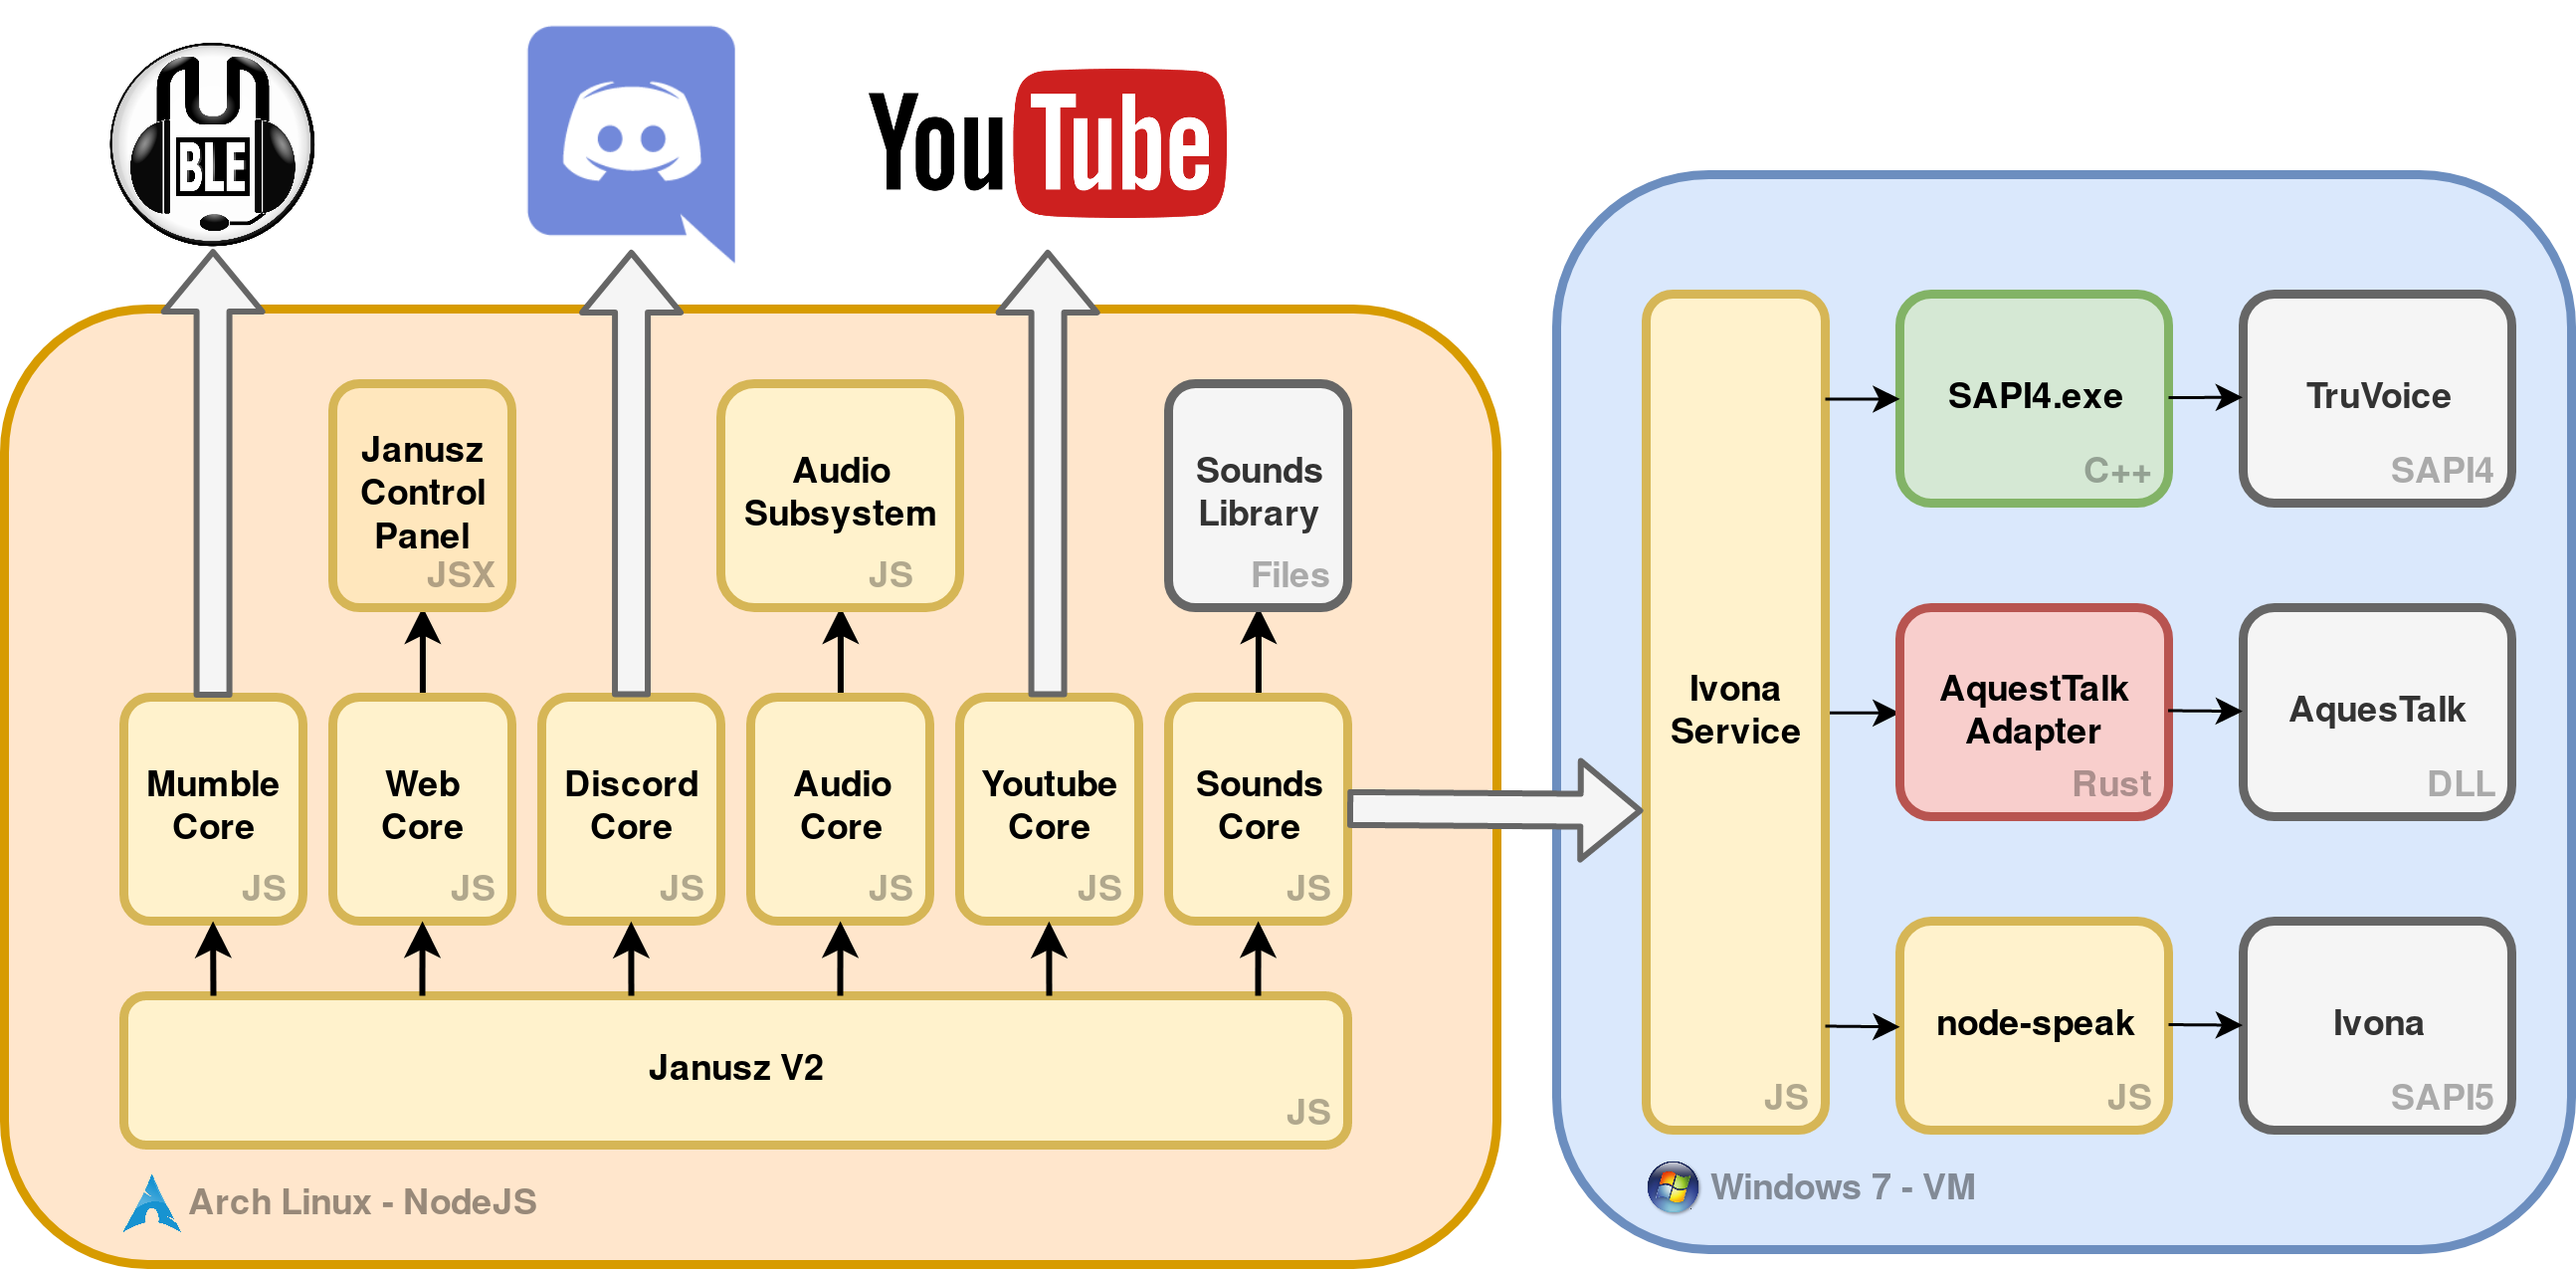 BLE
YouTube
Janusz
Control
Panel
JSX
Audio
Subsystem
JS
Sounds
Library
Files
Mumble
Core
JS
Web
Core
JS
Discord
Core
JS
Audio
Core
JS
Youtube
Core
JS
Sounds
Core
JS
Janusz V2
JS
Arch Linux - NodeJS
Ivona
Service
JS
SAPI4.exe
C++
TruVoice
SAPI4
AquestTalk
Adapter
Rust
AquesTalk
DLL
node-speak
JS
Ivona
SAPI5
Windows 7 - VM